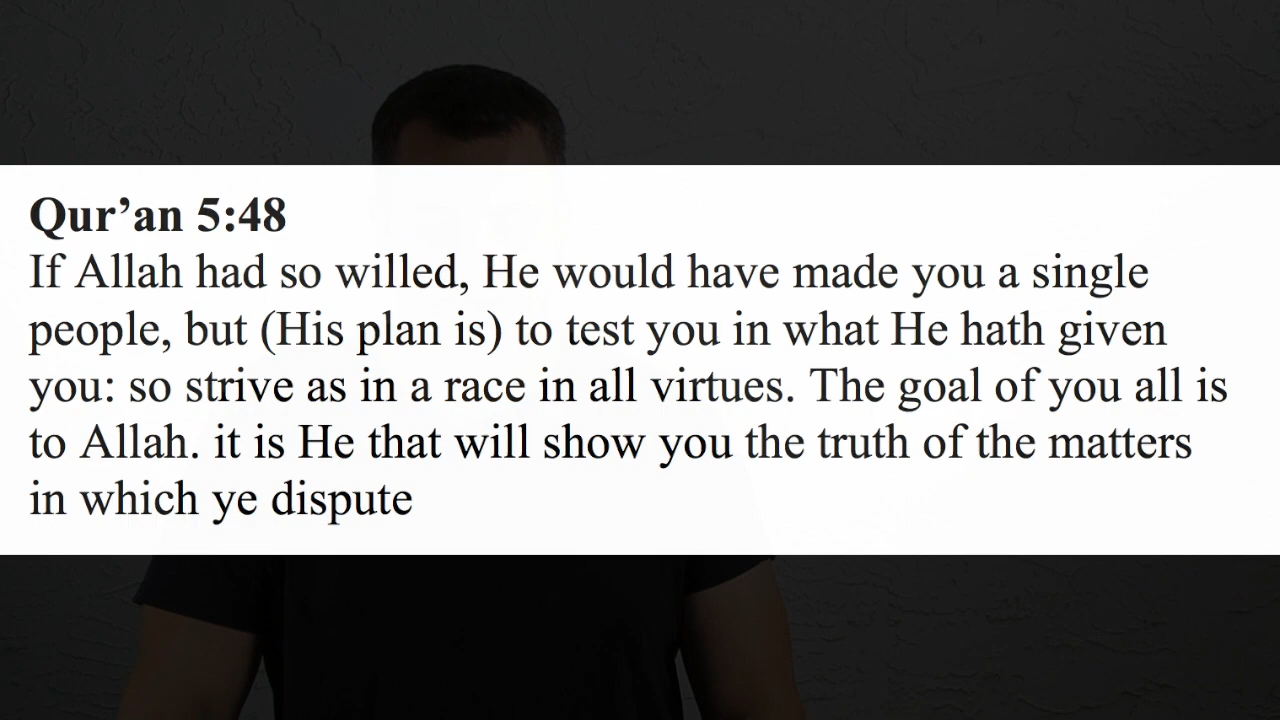 Qur’an 5:48
If Allah had so willed, He would have made you a single
people, but (His plan is) to test you in what He hath given
you: so strive as in a race in all virtues. The goal of you all is
to Allah. it is He that will show you the truth of the matters
in which ye dispute